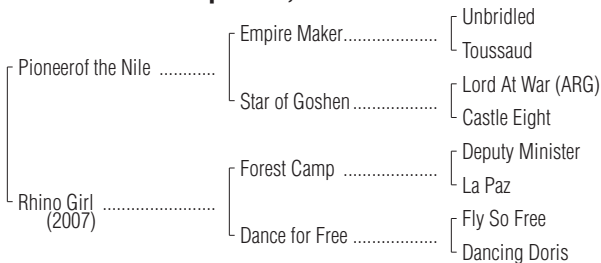 Unbridled
Empire Maker....................
Toussaud
Pioneerof the Nile ............
Lord At War (ARG)
Star of Goshen..................
Castle Eight
Deputy Minister
Forest Camp ....................
La Paz
Rhino Girl ........................
(2007)
Fly So Free
Dance for Free ..................
Dancing Doris